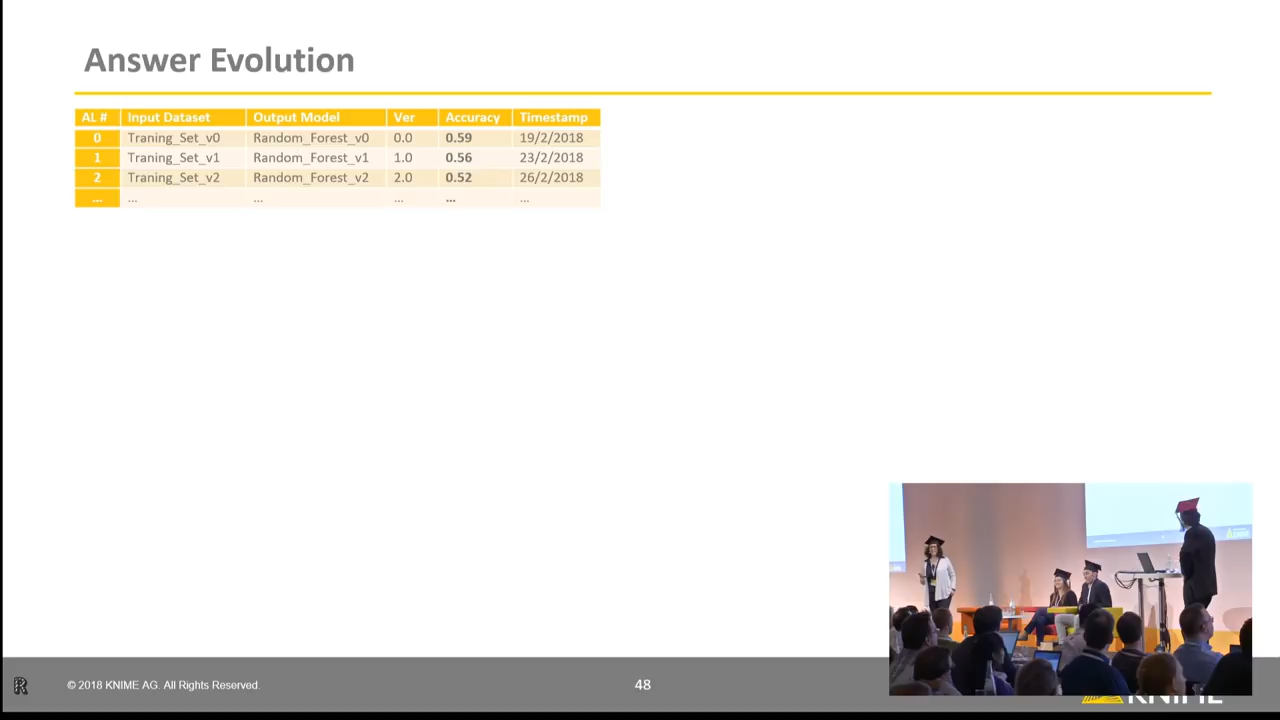 Answer Evolution
AL # Input Dataset Output Model Ver Accuracy Timestamp
0 Traning_Set_v0 Random_Forest_v0 0.0 0.59 19/2/2018
1 Traning_Set_v1 Random_Forest_v1 1.0 0.56 23/2/2018
2 Traning_Set_v2 Random_Forest_v2 2.0 0.52 26/2/2018
... ... ... ... ... ...
R © 2018 KNIME AG. All Rights Reserved. 48 KNIME